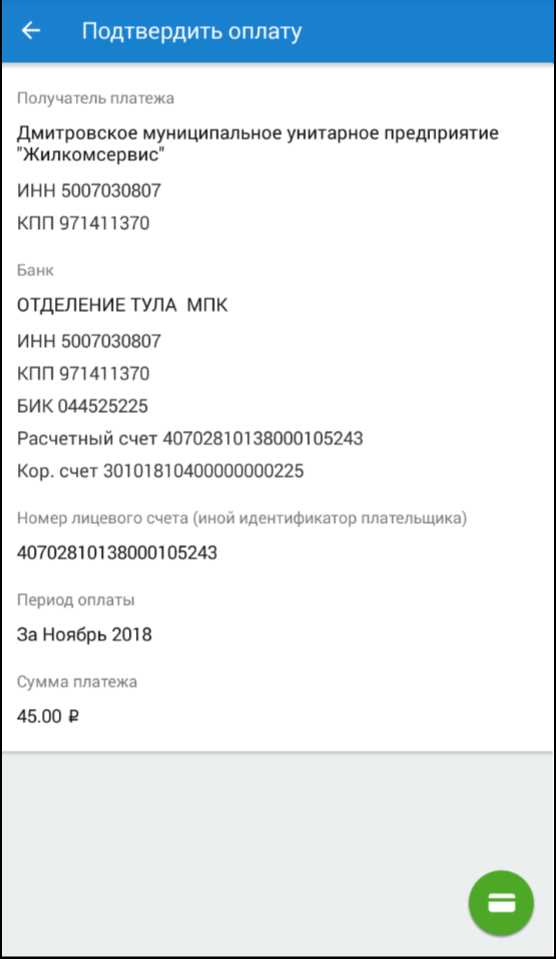 Подтвердить оплату
Получатель платежа
Дмитровское муниципальное унитарное предприятие
"Жилкомсервис"
ИНН 5007030807
КПП 971411370
Банк
ОТДЕЛЕНИЕ ТУЛА МПК
ИНН 5007030807
КПП 971411370
БИК 044525225
Расчетный счет 40702810138000105243
Кор. счет 30101810400000000225
Номер лицевого счета (иной идентификатор плательщика)
40702810138000105243
Период оплаты
За Ноябрь 2018
Сумма платежа
45.00 ₽